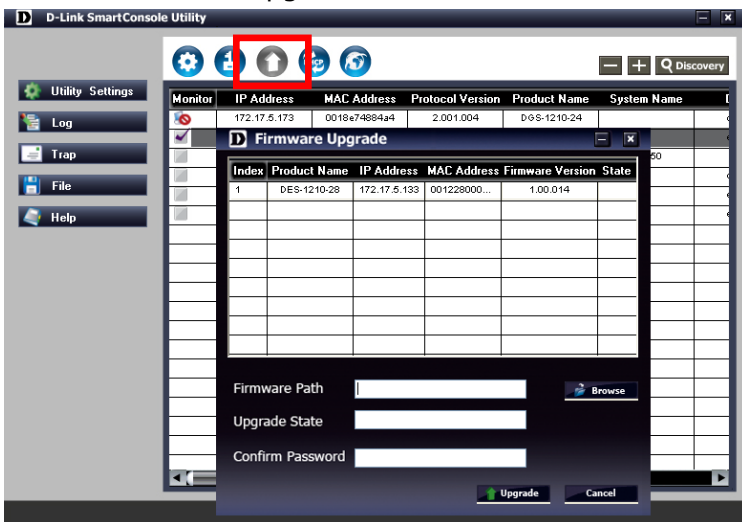 D-Link SmartConsole Utility
Discovery
Utility Settings
Log
Trap
File
Help
Monitor IP Address MAC Address Protocol Version Product Name System Name
172.17.5.173 0018e74884a4 2.001.004 DGS-1210-24
50
Firmware Upgrade
Index Product Name IP Address MAC Address Firmware Version State
1 DES-1210-28 172.17.5.133 001228000... 1.00.014
Firmware Path
Browse
Upgrade State
Confirm Password
Upgrade Cancel